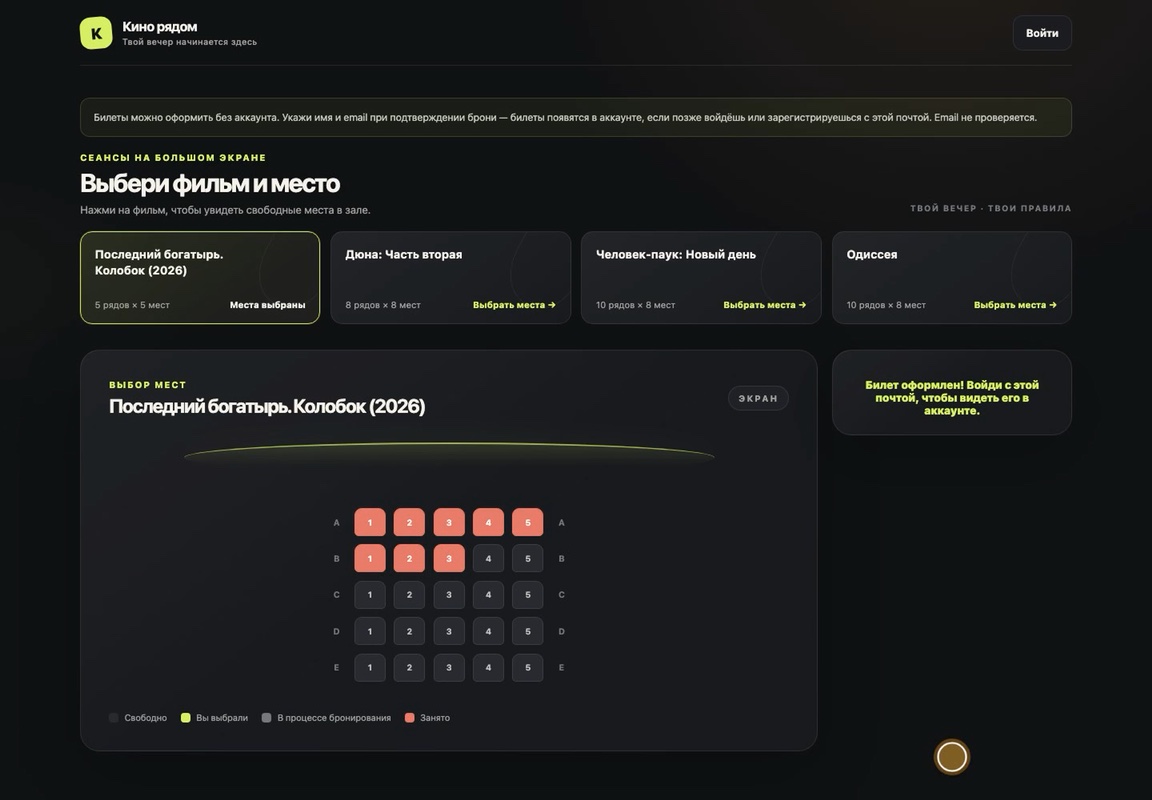 К
Кино рядом
Твой вечер начинается здесь
Войти
Билеты можно оформить без аккаунта. Укажи имя и email при подтверждении брони — билеты появятся в аккаунте, если позже войдёшь или зарегистрируешься с этой почтой. Email не проверяется.
СЕАНСЫ НА БОЛЬШОМ ЭКРАНЕ
Выбери фильм и место
Нажми на фильм, чтобы увидеть свободные места в зале.
ТВОЙ ВЕЧЕР · ТВОИ ПРАВИЛА
Последний богатырь.
Колобок (2026)
5 рядов × 5 мест
Места выбраны
Дюна: Часть вторая
8 рядов × 8 мест
Выбрать места →
Человек-паук: Новый день
10 рядов × 8 мест
Выбрать места →
Одиссея
10 рядов × 8 мест
Выбрать места →
ВЫБОР МЕСТ
Последний богатырь. Колобок (2026)
ЭКРАН
A 1 2 3 4 5 A
B 1 2 3 4 5 B
C 1 2 3 4 5 C
D 1 2 3 4 5 D
E 1 2 3 4 5 E
Свободно
Вы выбрали
В процессе бронирования
Занято
Билет оформлен! Войди с этой
почтой, чтобы видеть его в
аккаунте.